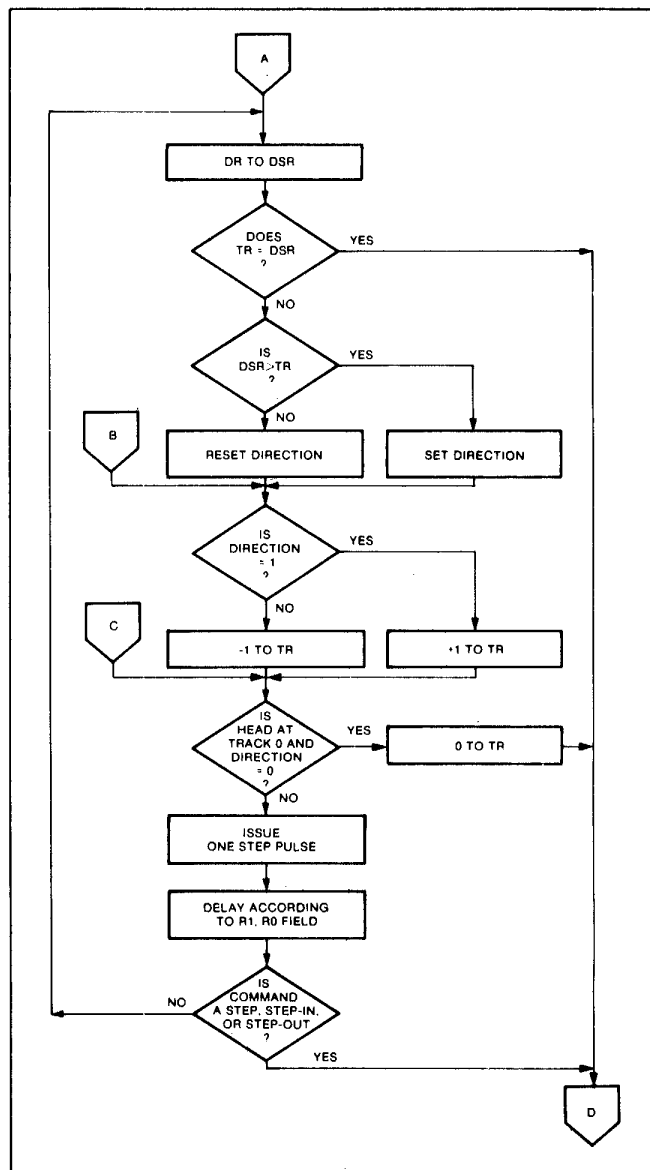 A
DR TO DSR
DOES
TR = DSR
?
YES
NO
IS
DSR>TR
?
YES
NO
B
RESET DIRECTION
SET DIRECTION
IS
DIRECTION
= 1
?
YES
NO
C
-1 TO TR
+1 TO TR
IS
HEAD AT
TRACK 0 AND
DIRECTION
= 0
?
YES
0 TO TR
NO
ISSUE
ONE STEP PULSE
DELAY ACCORDING
TO R1, R0 FIELD
IS
COMMAND
A STEP, STEP-IN,
OR STEP-OUT
?
NO
YES
D